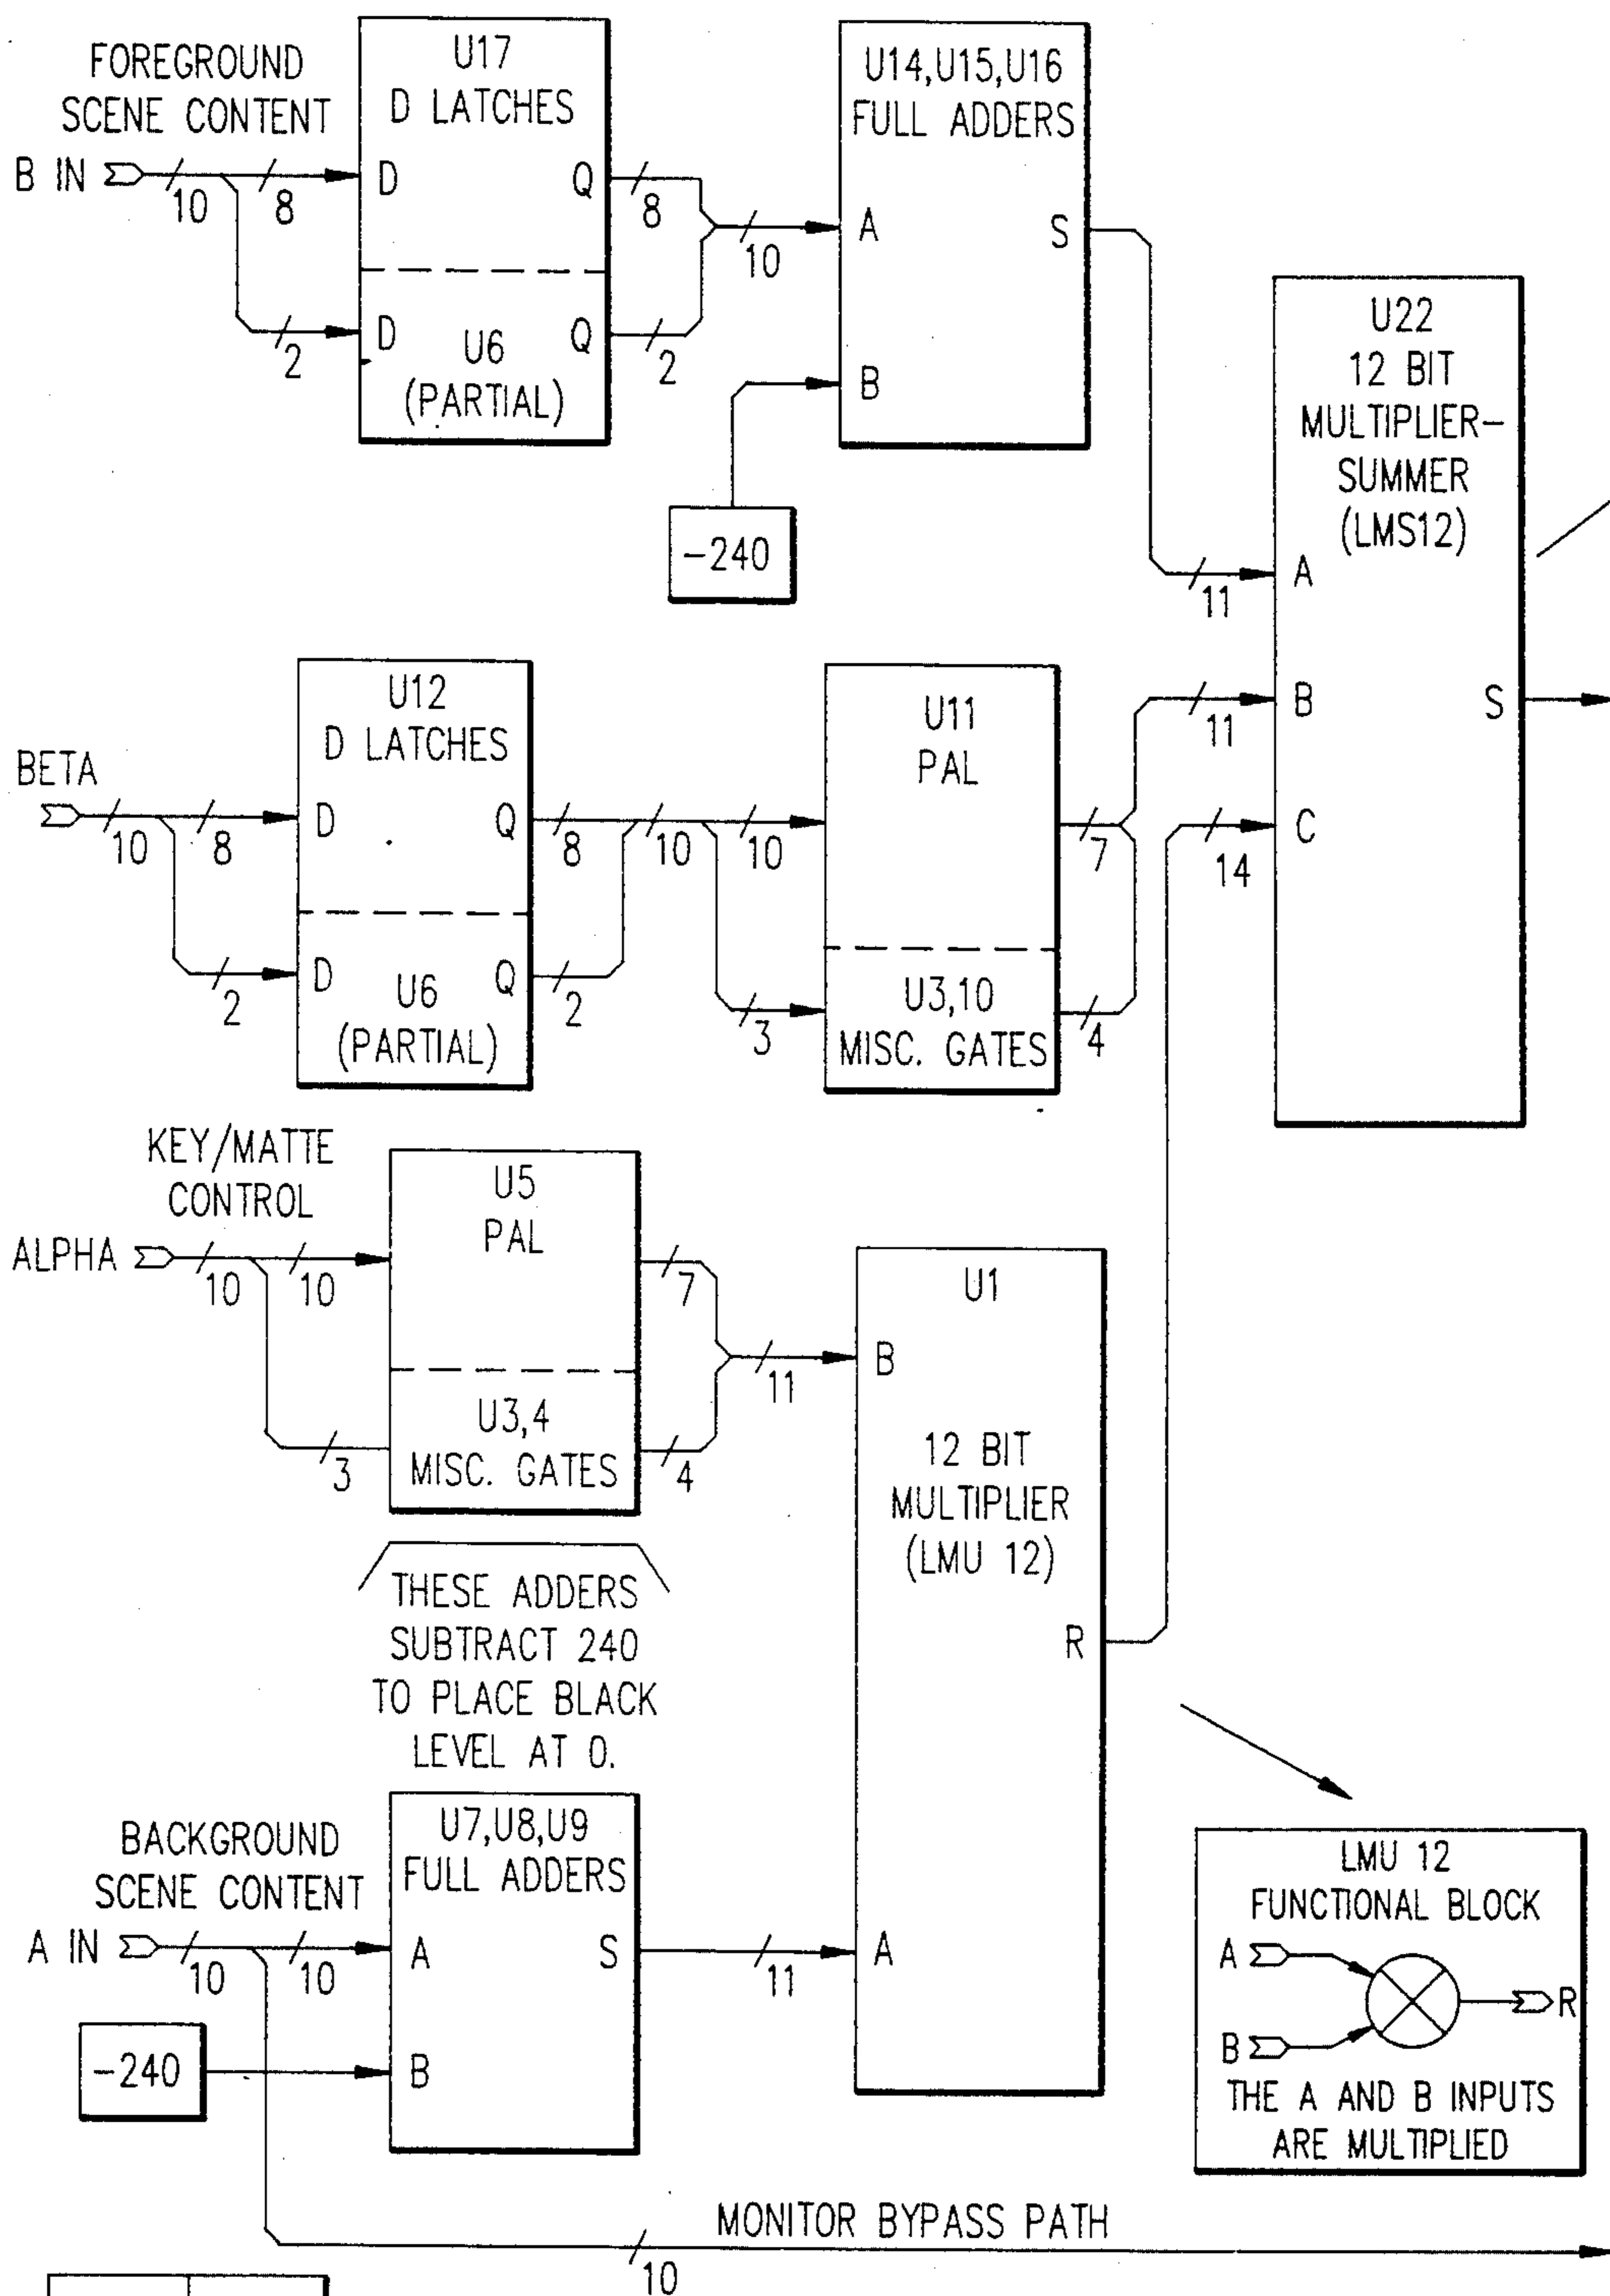 FOREGROUND
SCENE CONTENT
B IN
10
8
2
U17
D LATCHES
D
Q
D
Q
U6
(PARTIAL)
8
2
10
U14,U15,U16
FULL ADDERS
A
S
B
-240
11
U22
12 BIT
MULTIPLIER-
SUMMER
(LMS12)
A
B
S
C
BETA
10
8
2
U12
D LATCHES
D
Q
D
Q
U6
(PARTIAL)
8
2
10
10
3
U11
PAL
U3,10
MISC. GATES
7
4
11
14
KEY/MATTE
CONTROL
ALPHA
10
10
3
U5
PAL
U3,4
MISC. GATES
7
4
11
U1
B
12 BIT
MULTIPLIER
(LMU 12)
R
A
THESE ADDERS
SUBTRACT 240
TO PLACE BLACK
LEVEL AT 0.
BACKGROUND
SCENE CONTENT
A IN
10
10
-240
U7,U8,U9
FULL ADDERS
A
S
B
11
LMU 12
FUNCTIONAL BLOCK
A
R
B
THE A AND B INPUTS
ARE MULTIPLIED
MONITOR BYPASS PATH
10